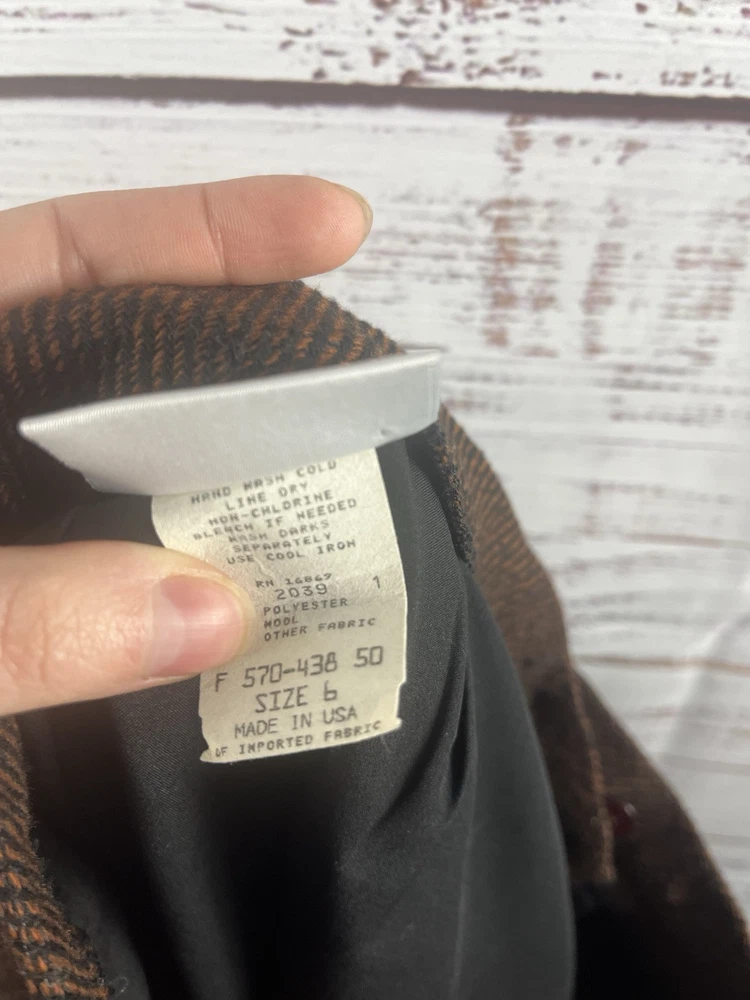 HAND WASH COLD
LINE DRY
NON-CHLORINE
BLEACH IF NEEDED
WASH DARKS
SEPARATELY
USE COOL IRON
RN 16867
2039 1
POLYESTER
WOOL
OTHER FABRIC
F 570-438 50
SIZE 6
MADE IN USA
OF IMPORTED FABRIC